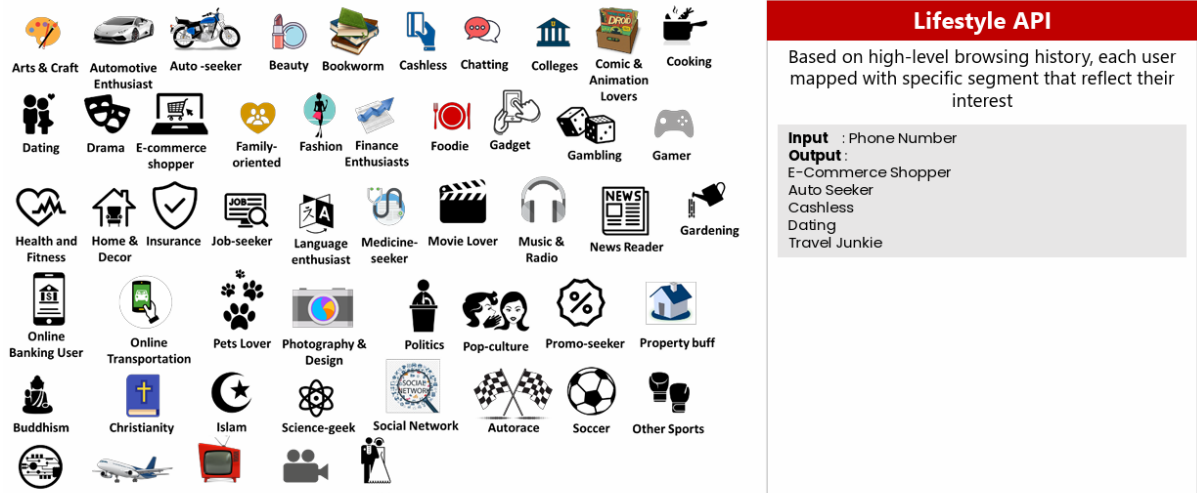 Arts & Craft
Automotive
Enthusiast
Auto -seeker
Beauty
Bookworm
Cashless
Chatting
Colleges
DROD
Comic &
Animation
Lovers
Cooking
Dating
Drama
E-commerce
shopper
Family-
oriented
Fashion
Finance
Enthusiasts
Foodie
Gadget
Gambling
Gamer
Health and
Fitness
Home &
Decor
Insurance
JOB
Job-seeker
A
Language
enthusiast
Medicine-
seeker
Movie Lover
Music &
Radio
NEWS
News Reader
Gardening
Online
Banking User
Online
Transportation
Pets Lover
Photography &
Design
Politics
Pop-culture
Promo-seeker
Property buff
Buddhism
Christianity
Islam
Science-geek
SOCIAL
NETWORK
Social Network
Autorace
Soccer
Other Sports
Lifestyle API
Based on high-level browsing history, each user
mapped with specific segment that reflect their
interest
Input : Phone Number
Output :
E-Commerce Shopper
Auto Seeker
Cashless
Dating
Travel Junkie